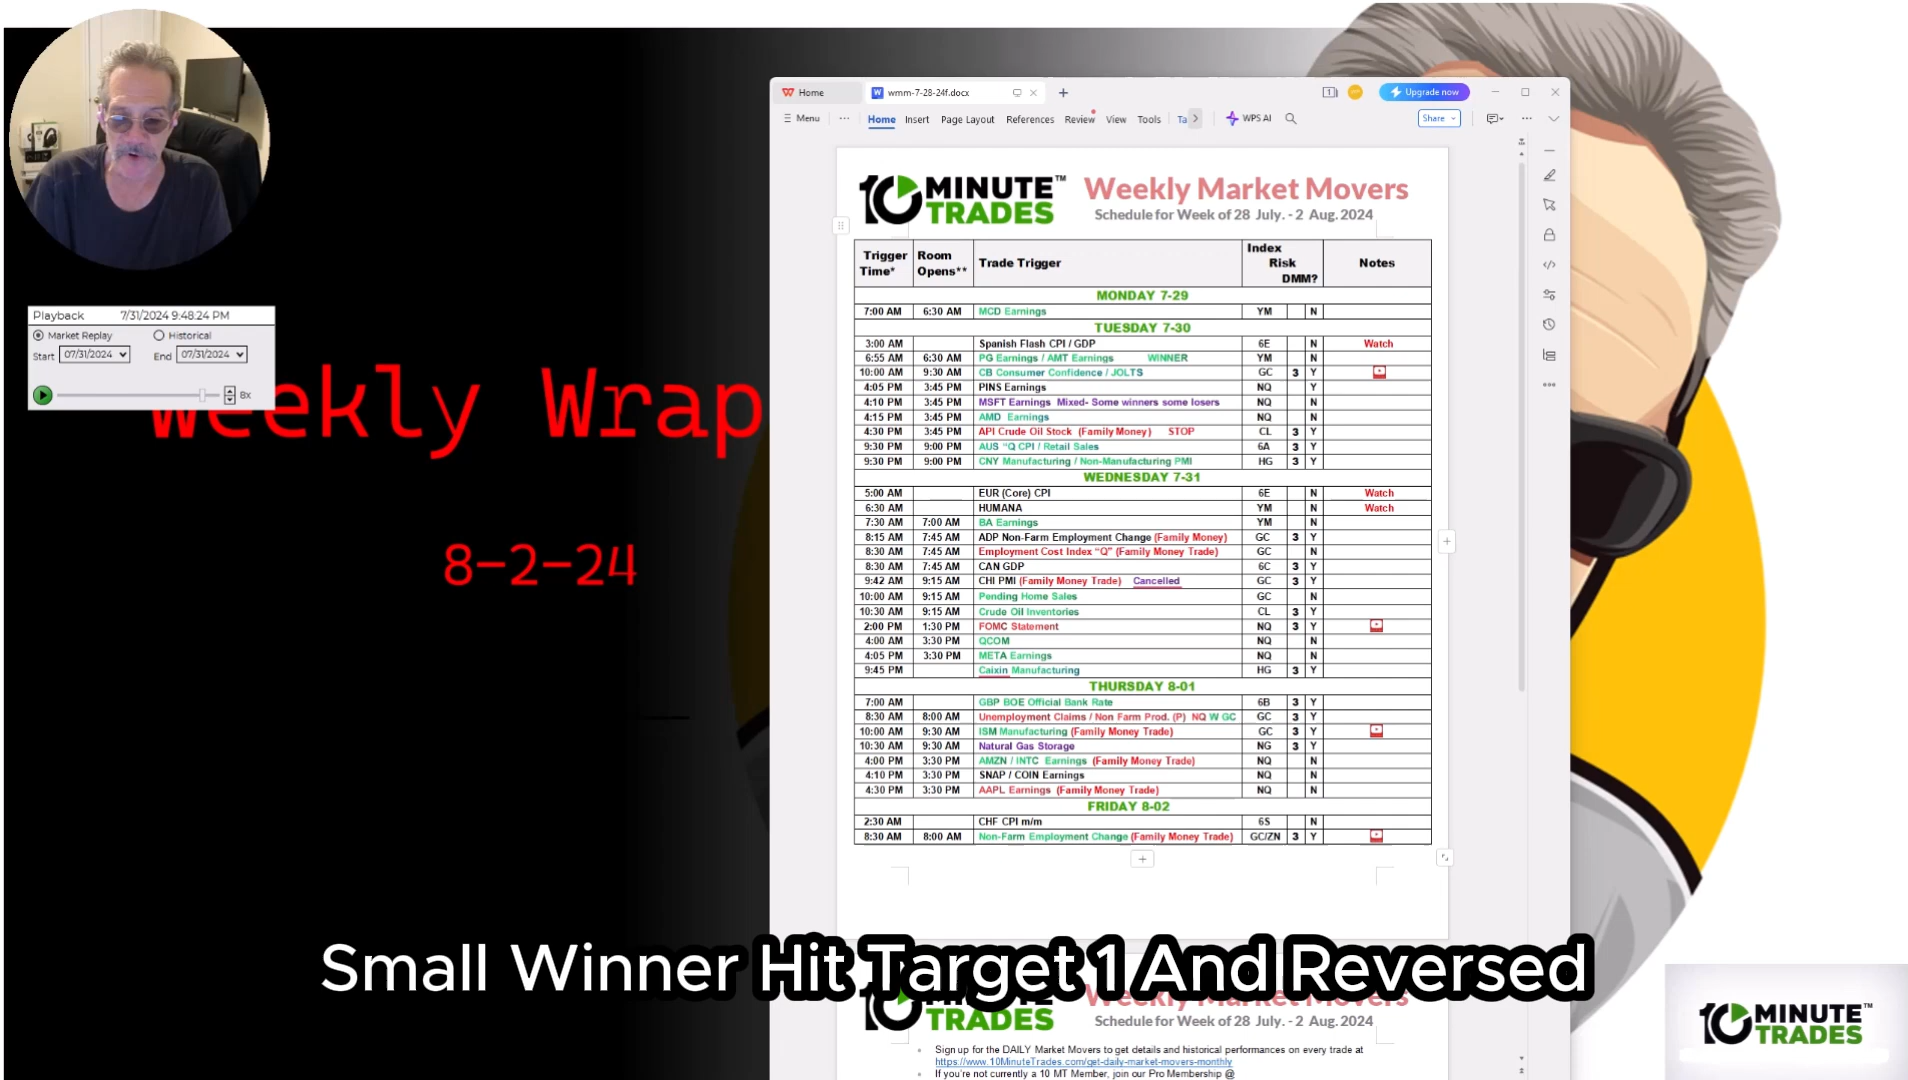 Home
wmm-7-28-24f.docx
Upgrade now
Menu
Home Insert Page Layout References Review View Tools Ta WPS AI
Share
10 MINUTE TRADES™
Weekly Market Movers
Schedule for Week of 28 July. - 2 Aug. 2024
Trigger Time* Room Opens** Trade Trigger Index Risk DMM? Notes
MONDAY 7-29
7:00 AM 6:30 AM MCD Earnings YM N
TUESDAY 7-30
3:00 AM Spanish Flash CPI / GDP 6E N Watch
6:55 AM 6:30 AM PG Earnings / AMT Earnings WINNER YM N
10:00 AM 9:30 AM CB Consumer Confidence / JOLTS GC 3 Y
4:05 PM 3:45 PM PINS Earnings NQ Y
4:10 PM 3:45 PM MSFT Earnings Mixed- Some winners some losers NQ N
4:15 PM 3:45 PM AMD Earnings NQ N
4:30 PM 3:45 PM API Crude Oil Stock (Family Money) STOP CL 3 Y
9:30 PM 9:00 PM AUS "Q CPI / Retail Sales 6A 3 Y
9:30 PM 9:00 PM CNY Manufacturing / Non-Manufacturing PMI HG 3 Y
WEDNESDAY 7-31
5:00 AM EUR (Core) CPI 6E N Watch
6:30 AM HUMANA YM N Watch
7:30 AM 7:00 AM BA Earnings YM N
8:15 AM 7:45 AM ADP Non-Farm Employment Change (Family Money) GC 3 Y
8:30 AM 7:45 AM Employment Cost Index "Q" (Family Money Trade) GC N
8:30 AM 7:45 AM CAN GDP 6C 3 Y
9:42 AM 9:15 AM CHI PMI (Family Money Trade) Cancelled GC 3 Y
10:00 AM 9:15 AM Pending Home Sales GC N
10:30 AM 9:15 AM Crude Oil Inventories CL 3 Y
2:00 PM 1:30 PM FOMC Statement NQ 3 Y
4:00 AM 3:30 PM QCOM NQ N
4:05 PM 3:30 PM META Earnings NQ N
9:45 PM Caixin Manufacturing HG 3 Y
THURSDAY 8-01
7:00 AM GBP BOE Official Bank Rate 6B 3 Y
8:30 AM 8:00 AM Unemployment Claims / Non Farm Prod. (P) NQ W GC GC 3 Y
10:00 AM 9:30 AM ISM Manufacturing (Family Money Trade) GC 3 Y
10:30 AM 9:30 AM Natural Gas Storage NG 3 Y
4:00 PM 3:30 PM AMZN / INTC Earnings (Family Money Trade) NQ N
4:10 PM 3:30 PM SNAP / COIN Earnings NQ N
4:30 PM 3:30 PM AAPL Earnings (Family Money Trade) NQ N
FRIDAY 8-02
2:30 AM CHF CPI m/m 6S N
8:30 AM 8:00 AM Non-Farm Employment Change (Family Money Trade) GC/ZN 3 Y
Playback 7/31/2024 9:48:24 PM
Market Replay Historical
Start 07/31/2024 End 07/31/2024
8x
Weekly Wrap
8-2-24
Small Winner Hit Target 1 And Reversed
10 MINUTE TRADES
Weekly Market Movers
Schedule for Week of 28 July. - 2 Aug. 2024
Sign up for the DAILY Market Movers to get details and historical performances on every trade at
https://www.10MinuteTrades.com/get-daily-market-movers-monthly
If you're not currently a 10 MT Member, join our Pro Membership @
10 MINUTE TRADES™